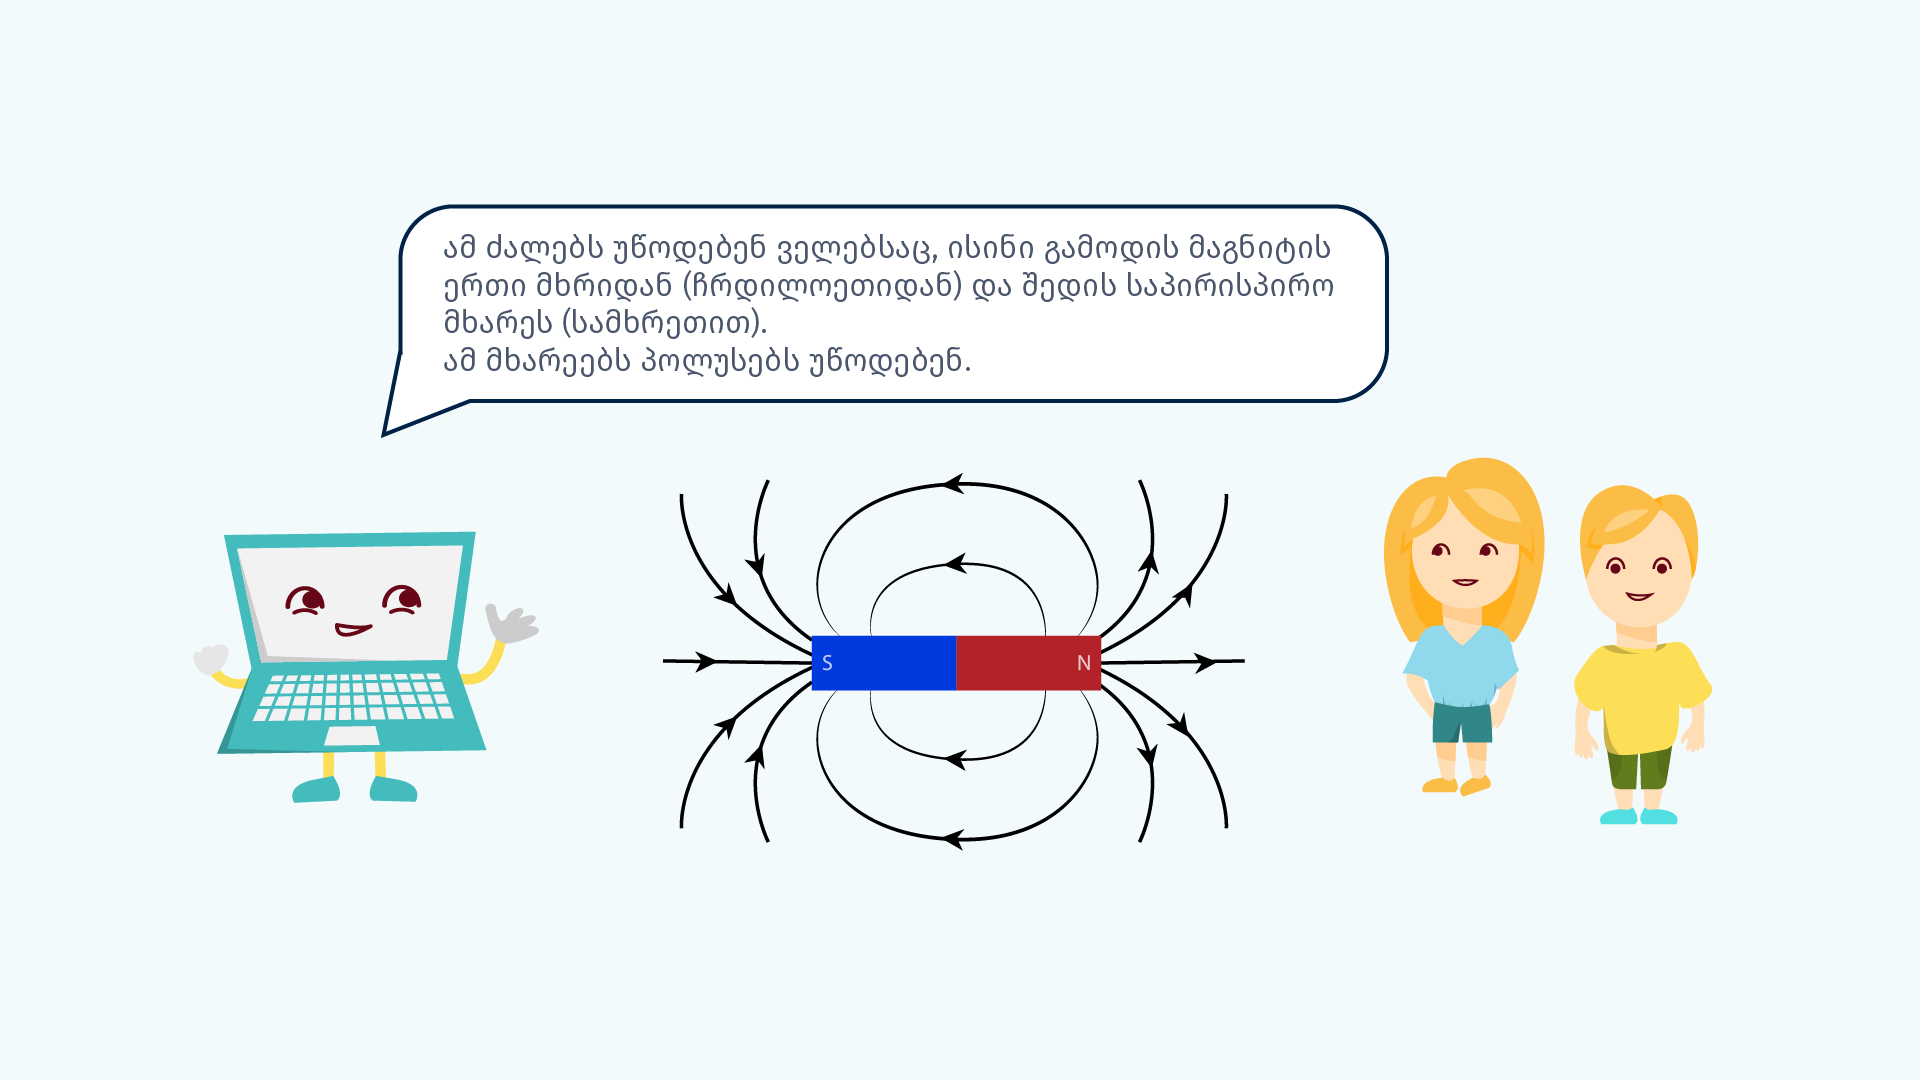 ამ ძალებს უწოდებენ ველებსაც, ისინი გამოდის მაგნიტის
ერთი მხრიდან (ჩრდილოეთიდან) და შედის საპირისპირო
მხარეს (სამხრეთით).
ამ მხარეებს პოლუსებს უწოდებენ.
S
N